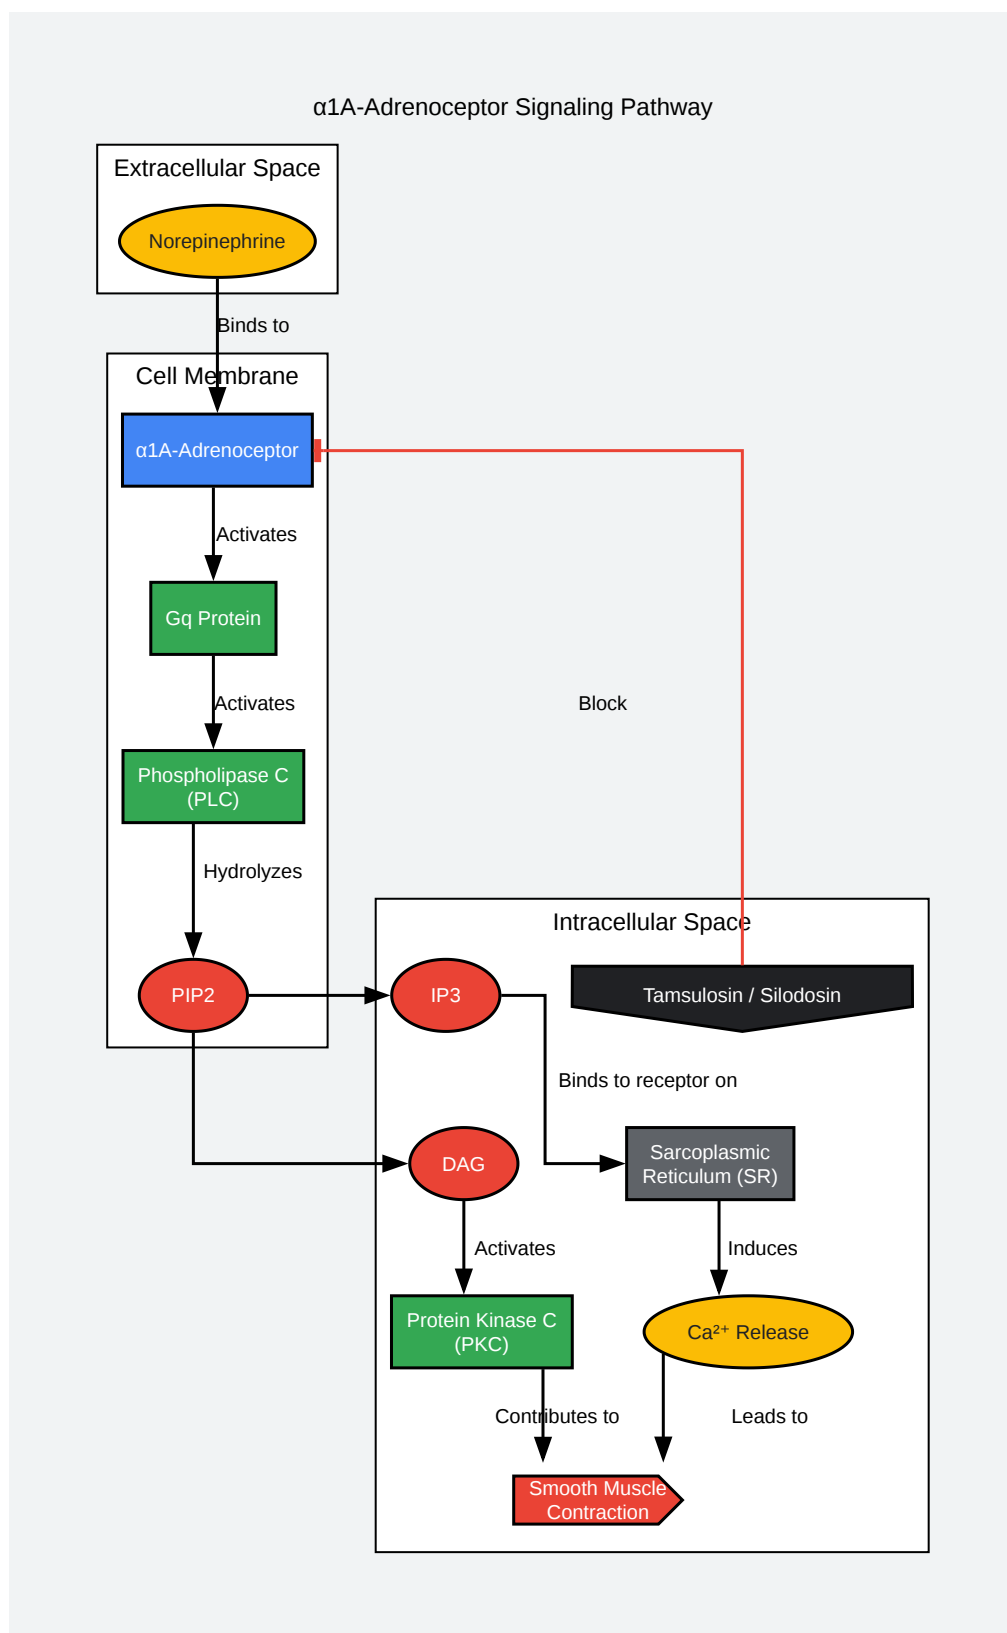 α1A-Adrenoceptor Signaling Pathway
Extracellular Space
Norepinephrine
Binds to
Cell Membrane
α1A-Adrenoceptor
Activates
Gq Protein
Activates
Block
Phospholipase C
(PLC)
Hydrolyzes
Intracellular Space
PIP2
IP3
Tamsulosin / Silodosin
Binds to receptor on
DAG
Sarcoplasmic
Reticulum (SR)
Activates
Induces
Protein Kinase C
(PKC)
Ca²⁺ Release
Contributes to
Leads to
Smooth Muscle
Contraction